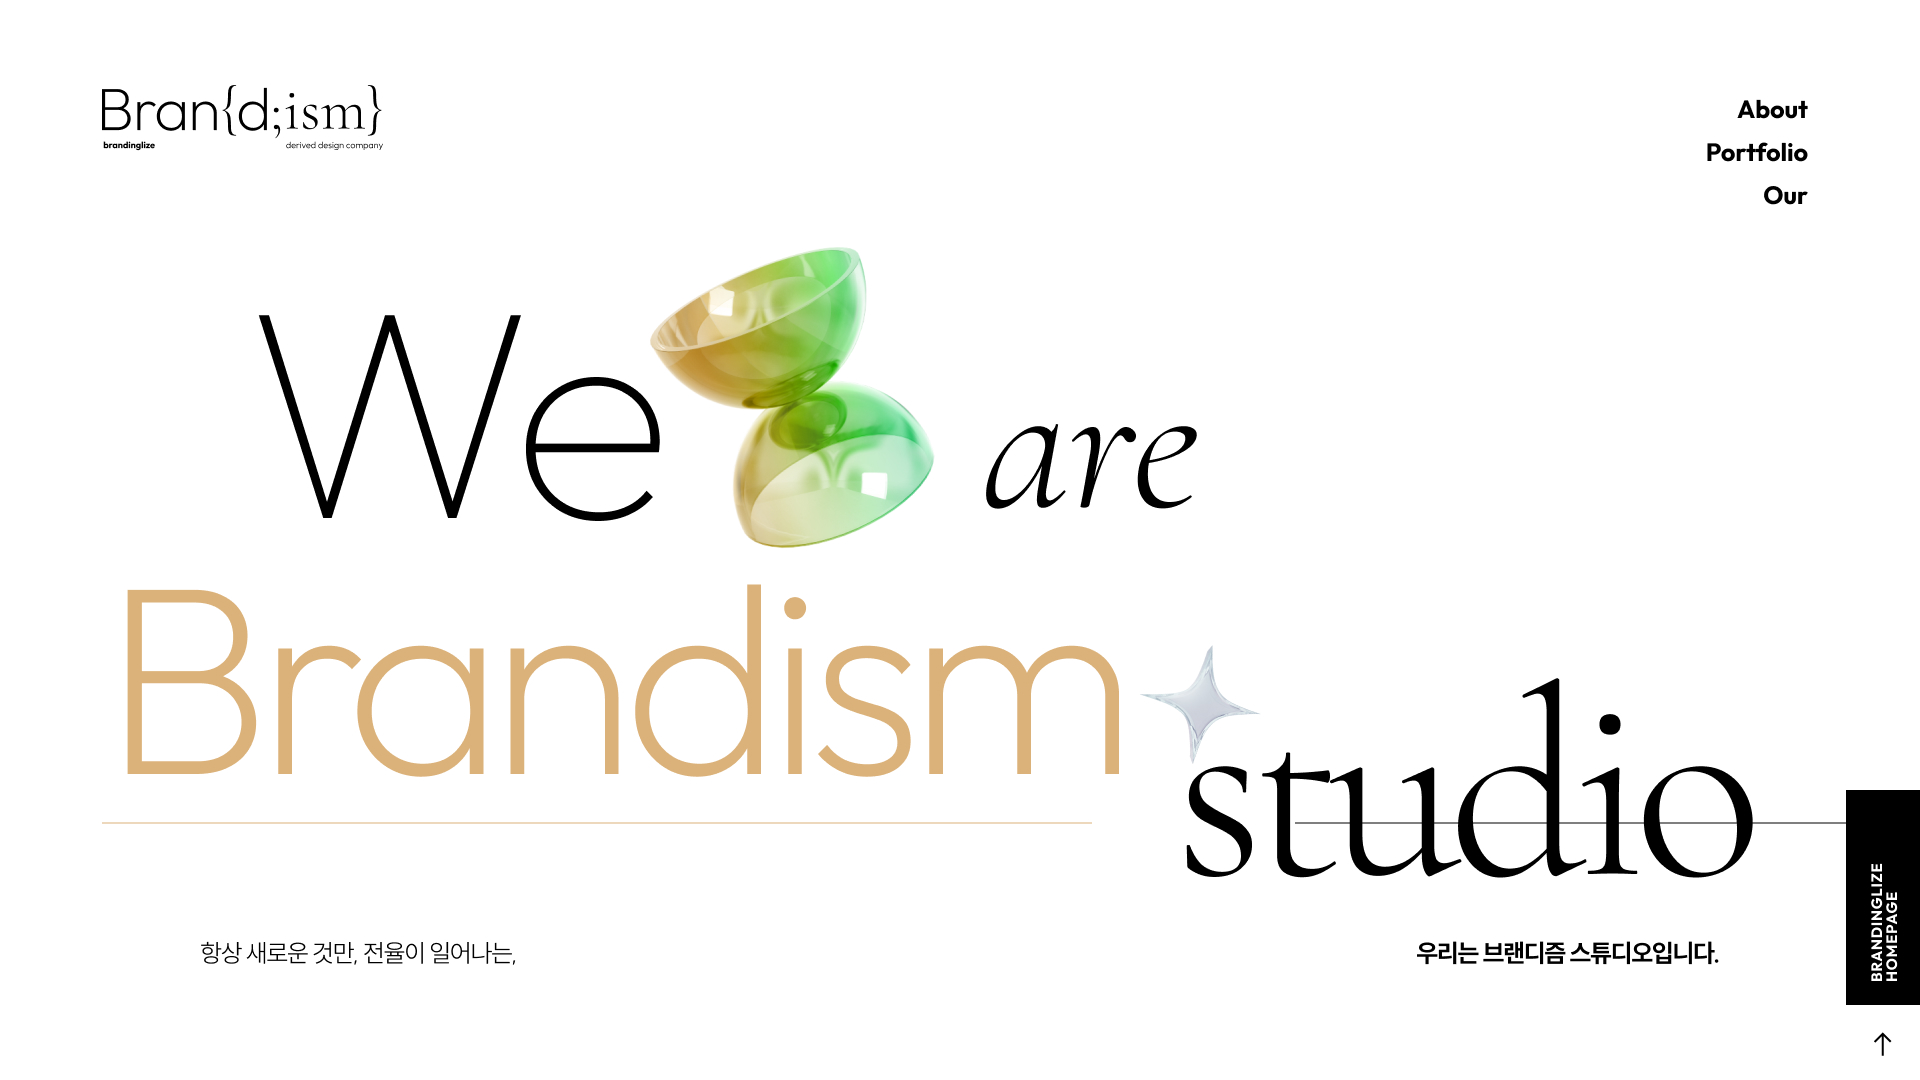 Bran{d;ism}
brandinglize
derived design company
About
Portfolio
Our
We are
Brandism
studio
항상 새로운 것만, 전율이 일어나는,
우리는 브랜디즘 스튜디오입니다.
BRANDINGLIZE
HOMEPAGE